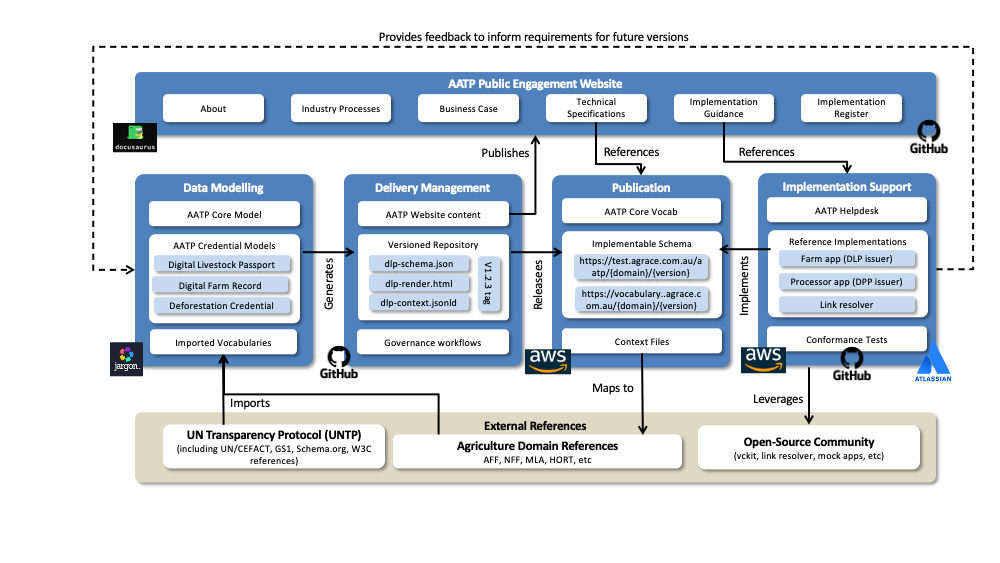 Provides feedback to inform requirements for future versions
AATP Public Engagement Website
About
Industry Processes
Business Case
Technical
Specifications
Implementation
Guidance
Implementation
Register
docusaurus
GitHub
Publishes
References
References
Data Modelling
AATP Core Model
AATP Credential Models
Digital Livestock Passport
Digital Farm Record
Deforestation Credential
Imported Vocabularies
jargon.
Generates
Delivery Management
AATP Website content
Versioned Repository
dlp-schema.json
dlp-render.html
dlp-context.jsonld
V1.2.3 tag
Governance workflows
GitHub
Releasees
Publication
AATP Core Vocab
Implementable Schema
https://test.agrace.com.au/a
atp/{domain}/{version}
https://vocabulary..agrace.c
om.au/{domain}/{version}
Context Files
aws
Implements
Implementation Support
AATP Helpdesk
Reference Implementations
Farm app (DLP issuer)
Processor app (DPP issuer)
Link resolver
Conformance Tests
aws
GitHub
ATLASSIAN
Imports
Maps to
Leverages
External References
UN Transparency Protocol (UNTP)
(including UN/CEFACT, GS1, Schema.org, W3C
references)
Agriculture Domain References
AFF, NFF, MLA, HORT, etc
Open-Source Community
(vckit, link resolver, mock apps, etc)